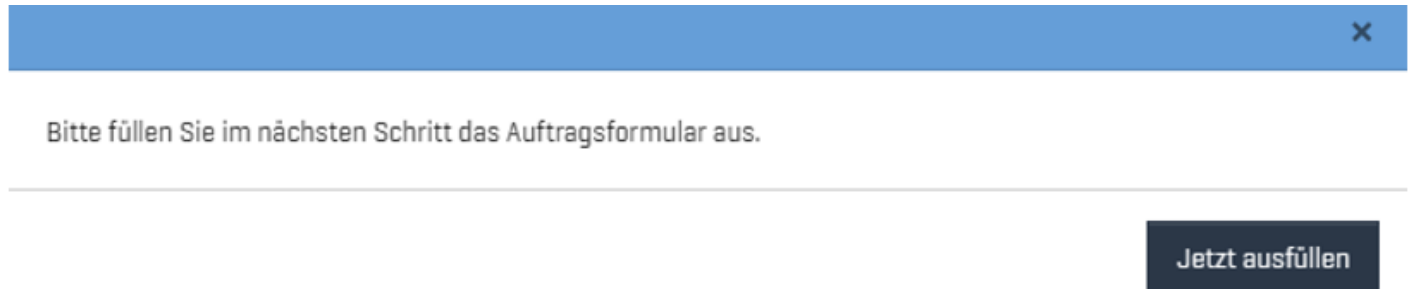 Bitte füllen Sie im nächsten Schritt das Auftragsformular aus.
Jetzt ausfüllen